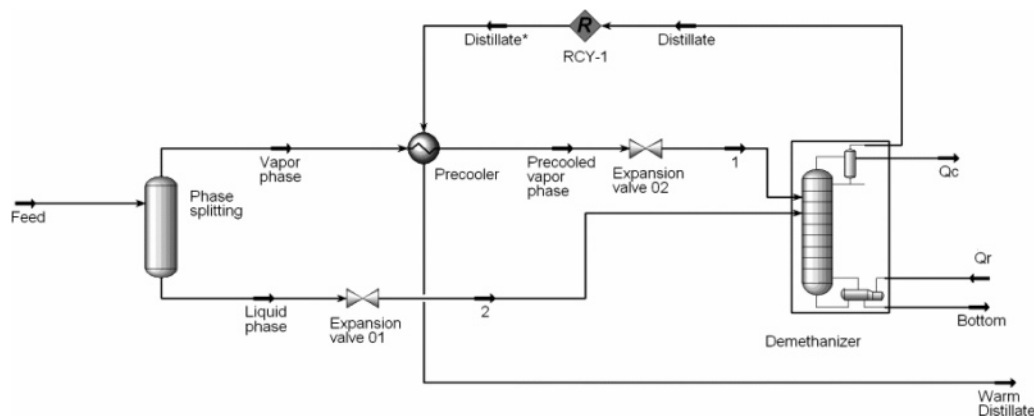 R
Distillate*
Distillate
RCY-1
Vapor
phase
Precooler
Precooled
vapor
phase
Expansion
valve 02
1
Qc
Feed
Phase
splitting
Liquid
phase
Expansion
valve 01
2
Qr
Bottom
Demethanizer
Warm
Distillate